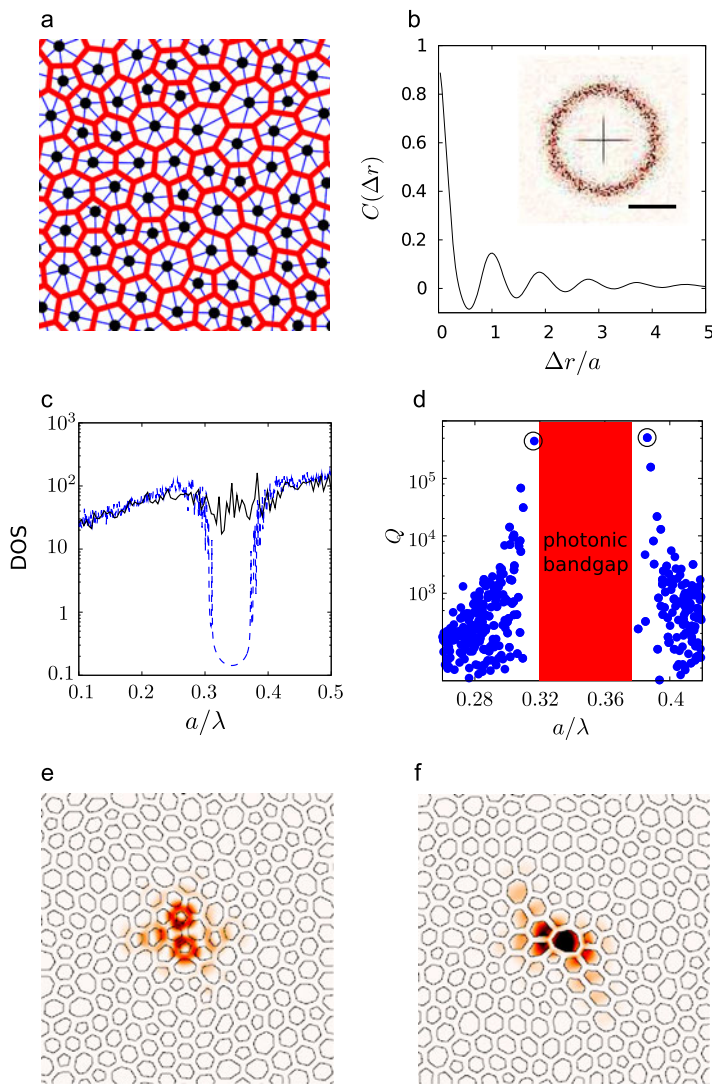 a
b
1
0.8
0.6
0.4
0.2
0
C(Δr)
0 1 2 3 4 5
Δr/a
c
10³
10²
10
1
0.1
DOS
0.1 0.2 0.3 0.4 0.5
a/λ
d
10⁵
10⁴
10³
Q
photonic
bandgap
0.28 0.32 0.36 0.4
a/λ
e
f